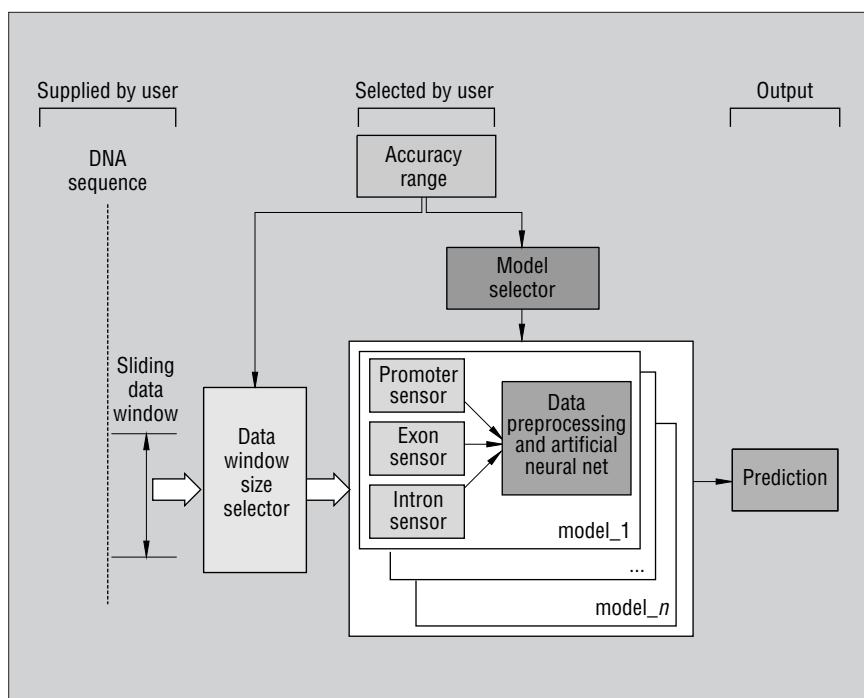 Supplied by user
Selected by user
Output
DNA
sequence
Accuracy
range
Model
selector
Sliding
data
window
Data
window
size
selector
Promoter
sensor
Exon
sensor
Intron
sensor
Data
preprocessing
and artificial
neural net
model_1
...
model_n
Prediction